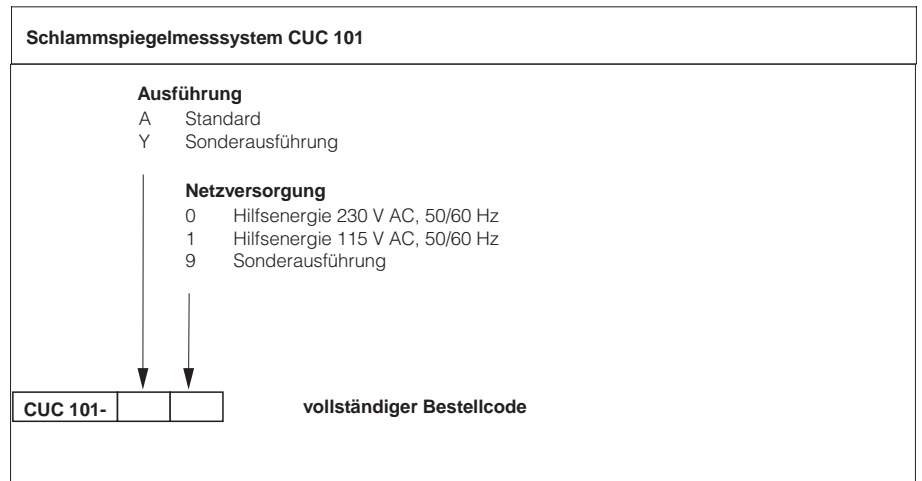 Schlammspiegelmesssystem CUC 101
Ausführung
A Standard
Y Sonderausführung
Netzversorgung
0 Hilfsenergie 230 V AC, 50/60 Hz
1 Hilfsenergie 115 V AC, 50/60 Hz
9 Sonderausführung
CUC 101- vollständiger Bestellcode